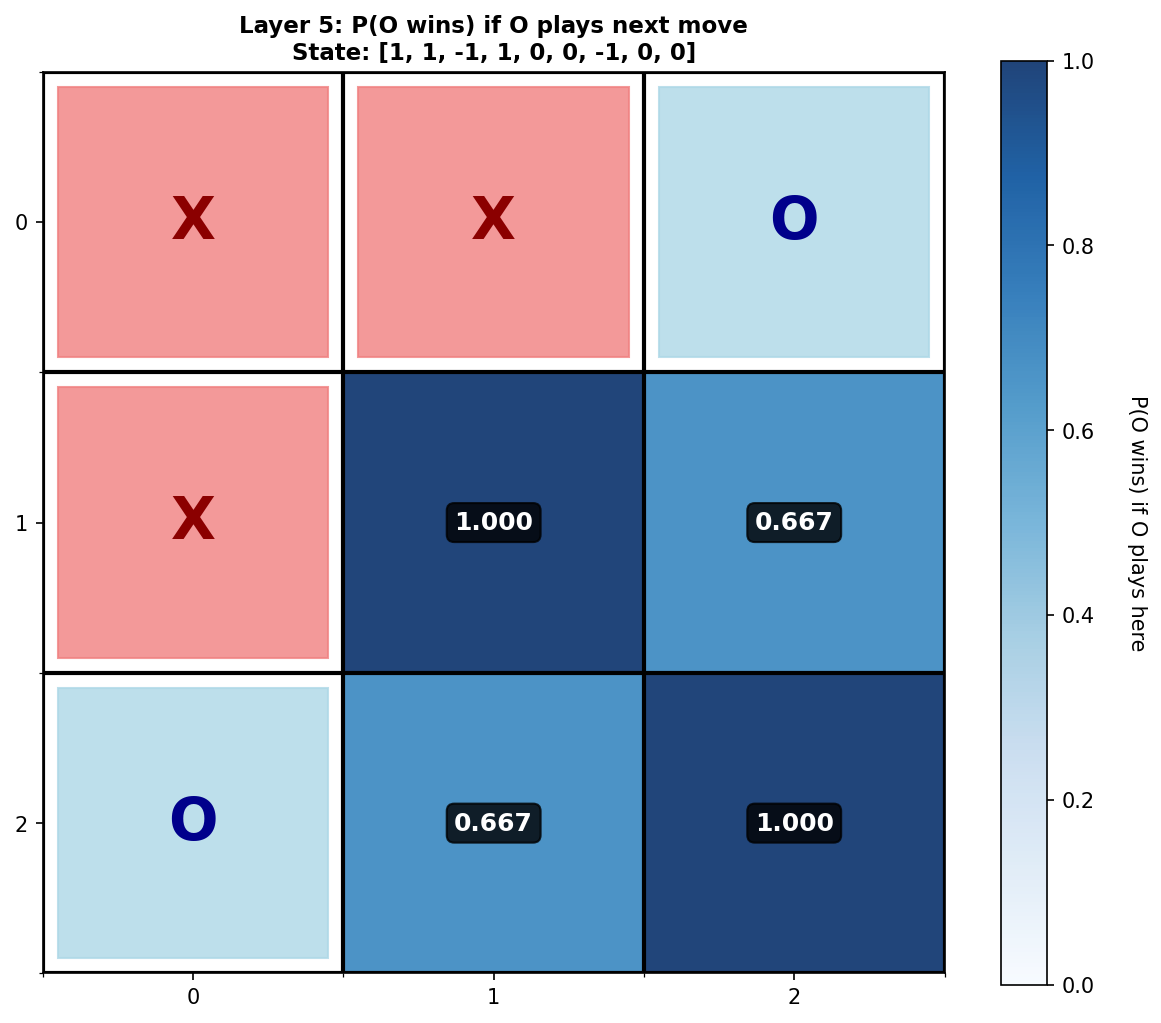 Layer 5: P(O wins) if O plays next move
State: [1, 1, -1, 1, 0, 0, -1, 0, 0]
0
X
X
O
1
X
1.000
0.667
2
O
0.667
1.000
0
1
2
1.0
0.8
0.6
0.4
0.2
0.0
P(O wins) if O plays here